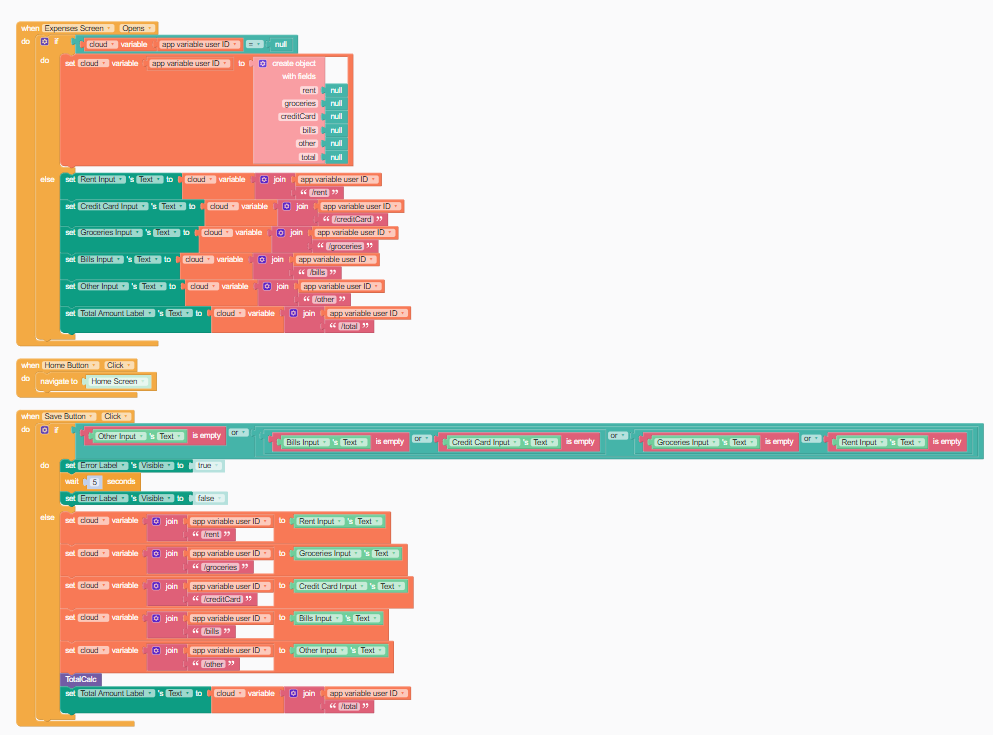 when Expenses Screen Opens
do if cloud variable app variable user ID = null
do set cloud variable app variable user ID to create object
with fields
rent null
groceries null
creditCard null
bills null
other null
total null
else set Rent Input 's Text to cloud variable join app variable user ID
“ /rent ”
set Credit Card Input 's Text to cloud variable join app variable user ID
“ /creditCard ”
set Groceries Input 's Text to cloud variable join app variable user ID
“ /groceries ”
set Bills Input 's Text to cloud variable join app variable user ID
“ /bills ”
set Other Input 's Text to cloud variable join app variable user ID
“ /other ”
set Total Amount Label 's Text to cloud variable join app variable user ID
“ /total ”
when Home Button Click
do navigate to Home Screen
when Save Button Click
do if Other Input 's Text is empty or Bills Input 's Text is empty or Credit Card Input 's Text is empty or Groceries Input 's Text is empty or Rent Input 's Text is empty
do set Error Label 's Visible to true
wait 5 seconds
set Error Label 's Visible to false
else set cloud variable join app variable user ID to Rent Input 's Text
“ /rent ”
set cloud variable join app variable user ID to Groceries Input 's Text
“ /groceries ”
set cloud variable join app variable user ID to Credit Card Input 's Text
“ /creditCard ”
set cloud variable join app variable user ID to Bills Input 's Text
“ /bills ”
set cloud variable join app variable user ID to Other Input 's Text
“ /other ”
TotalCalc
set Total Amount Label 's Text to cloud variable join app variable user ID
“ /total ”